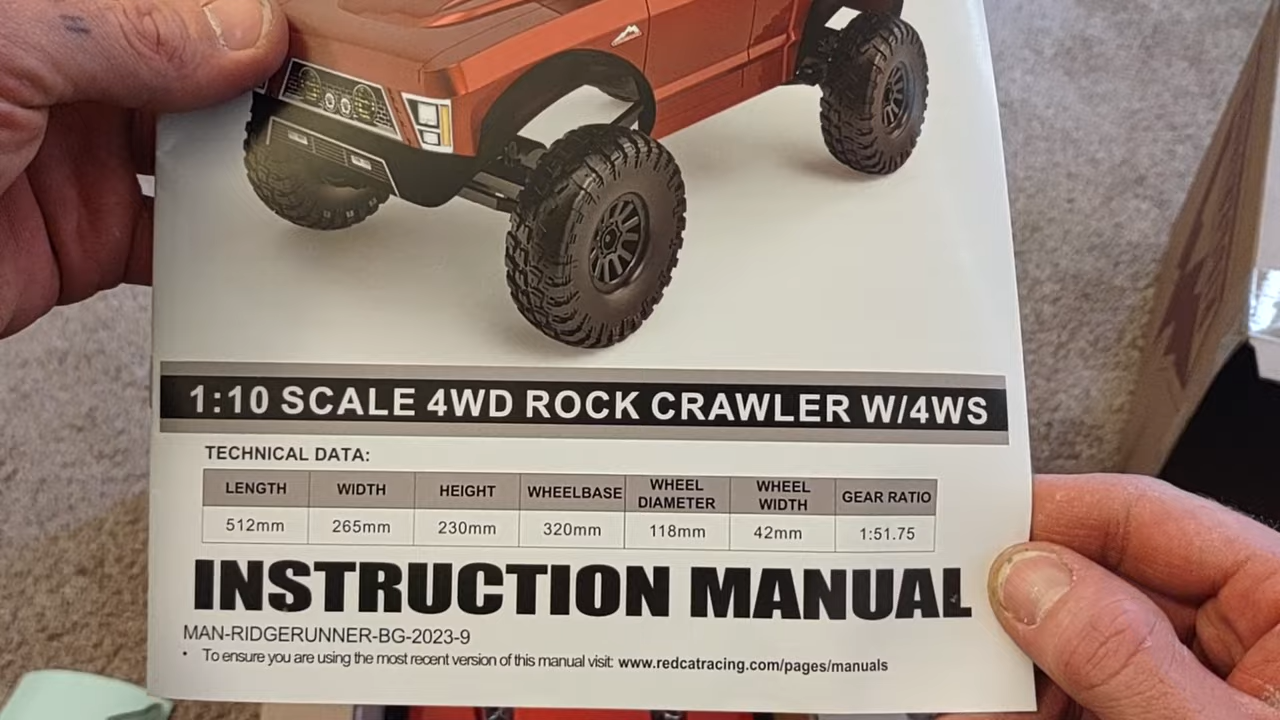 1:10 SCALE 4WD ROCK CRAWLER W/4WS
TECHNICAL DATA:
LENGTH WIDTH HEIGHT WHEELBASE WHEEL DIAMETER WHEEL WIDTH GEAR RATIO
512mm 265mm 230mm 320mm 118mm 42mm 1:51.75
INSTRUCTION MANUAL
MAN-RIDGERUNNER-BG-2023-9
• To ensure you are using the most recent version of this manual visit: www.redcatracing.com/pages/manuals